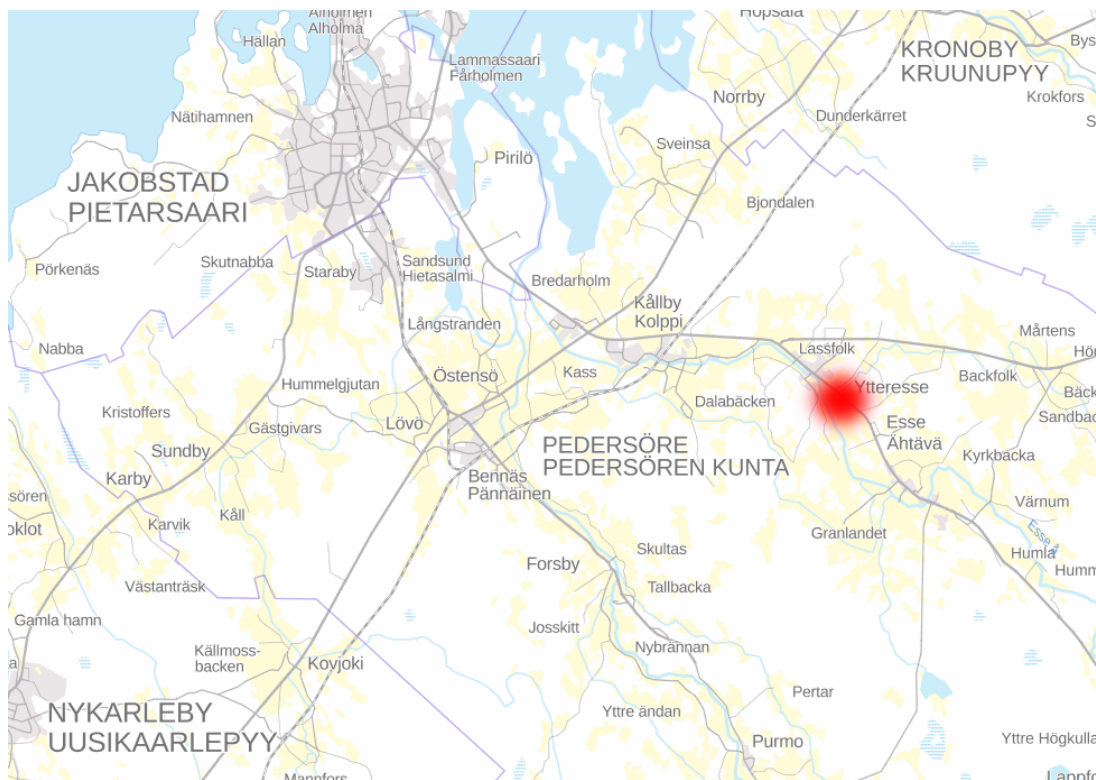 Alholmen
Alholma
Hällan
Hopsala
KRONOBY
KRUUNUPYY
Lammassaari
Fårholmen
Nätihamnen
Norrby
Krokfors
Dunderkärret
Sveinsa
Pirilö
JAKOBSTAD
PIETARSAARI
Bjondalen
Pörkenäs
Skutnabba
Staraby
Sandsund
Hietasalmi
Bredarholm
Kållby
Kolppi
Långstranden
Mårtens
Nabba
Lassfolk
Östensö
Kass
Backfolk
Hummelgjutan
Ytteresse
Dalabäcken
Kristoffers
Gästgivars
Lövö
Esse
Ähtävä
Sundby
PEDERSÖRE
PEDERSÖREN KUNTA
Kyrkbacka
Karby
Bennäs
Pännäinen
Värnum
Kåll
Karvik
Granlandet
Esse å
Skultas
Humla
Forsby
Västanträsk
Tallbacka
Gamla hamn
Josskitt
Källmoss-
backen
Kovjoki
Nybrännan
Pertar
NYKARLEBY
UUSIKAARLEPYY
Yttre ändan
Purmo
Yttre Högkulla